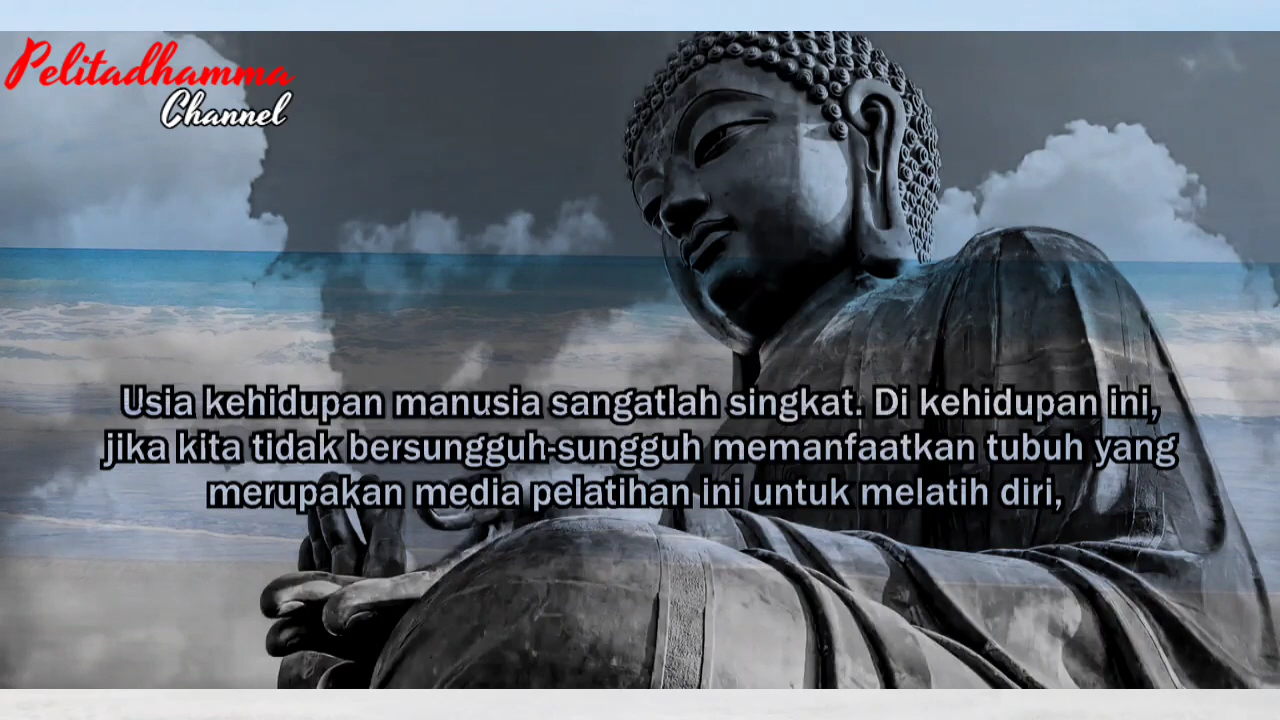 Pelitadhamma
Channel
Usia kehidupan manusia sangatlah singkat. Di kehidupan ini,
jika kita tidak bersungguh-sungguh memanfaatkan tubuh yang
merupakan media pelatihan ini untuk melatih diri,